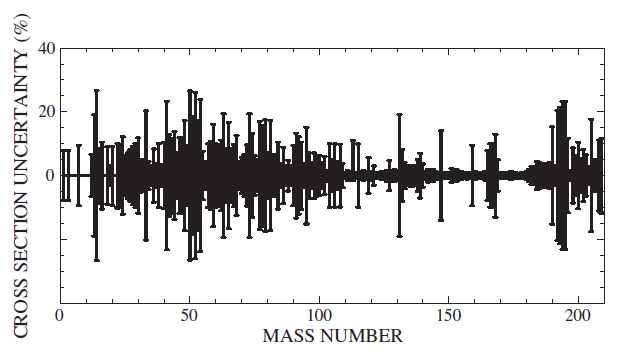 CROSS SECTION UNCERTAINTY (%)
40
20
0
0 50 100 150 200
MASS NUMBER